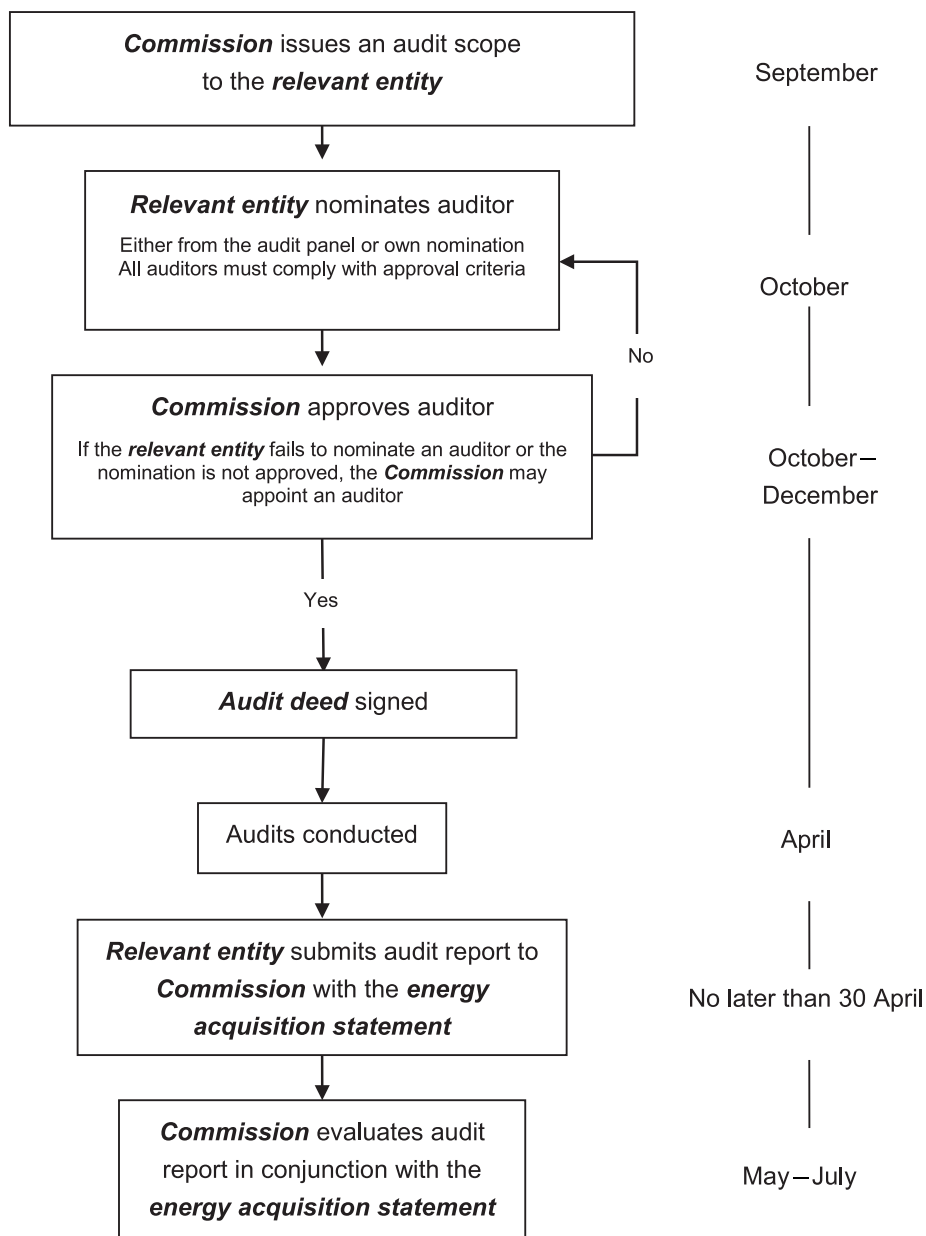 Commission issues an audit scope
to the relevant entity
September
Relevant entity nominates auditor
Either from the audit panel or own nomination
All auditors must comply with approval criteria
October
No
Commission approves auditor
If the relevant entity fails to nominate an auditor or the
nomination is not approved, the Commission may
appoint an auditor
October–
December
Yes
Audit deed signed
Audits conducted
April
Relevant entity submits audit report to
Commission with the energy
acquisition statement
No later than 30 April
Commission evaluates audit
report in conjunction with the
energy acquisition statement
May–July